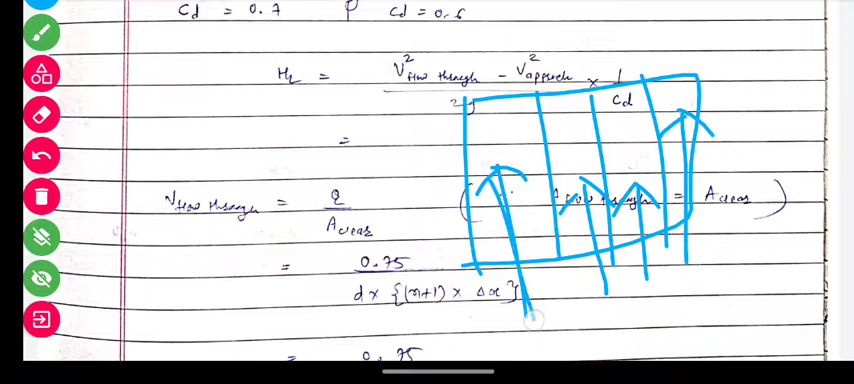 Cd = 0.7 P Cd = 0.6
HL = V²flow through - V²approach / 2g × 1/Cd
=
Vflow through = Q / Aclear ( ∵ Aflow through = Aclear )
= 0.75 / d × {(n+1) × Δx}
= 0.75